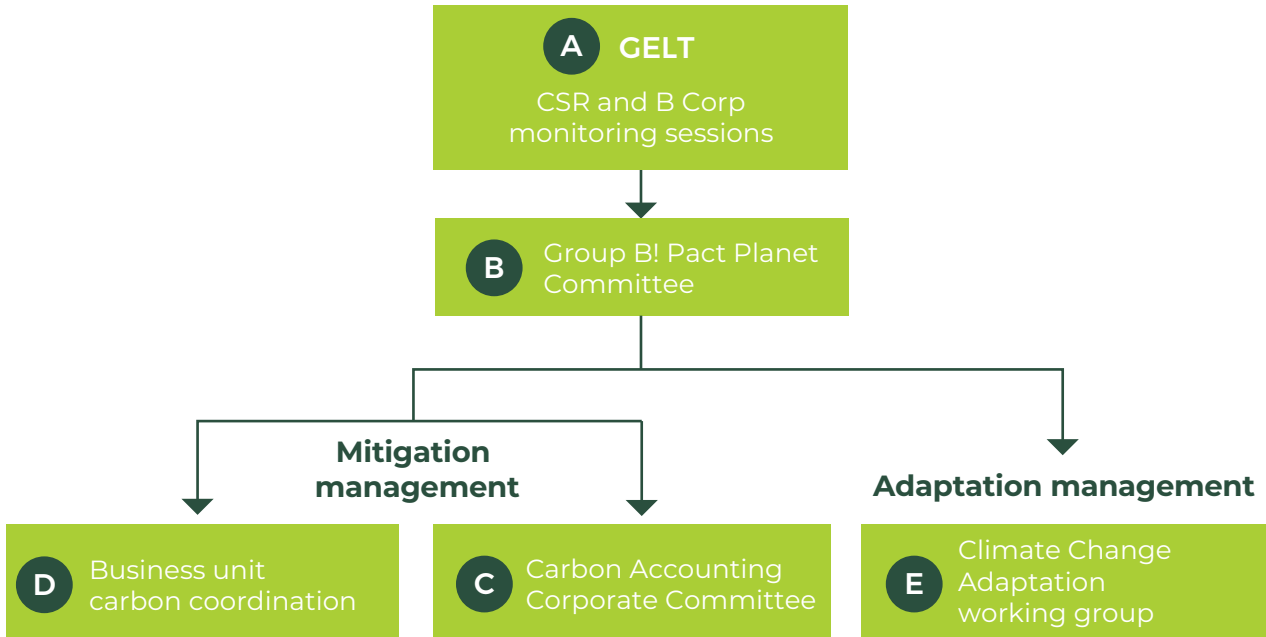 A GELT
CSR and B Corp
monitoring sessions
B Group B! Pact Planet
Committee
Mitigation
management
Adaptation management
D Business unit
carbon coordination
C Carbon Accounting
Corporate Committee
E Climate Change
Adaptation
working group